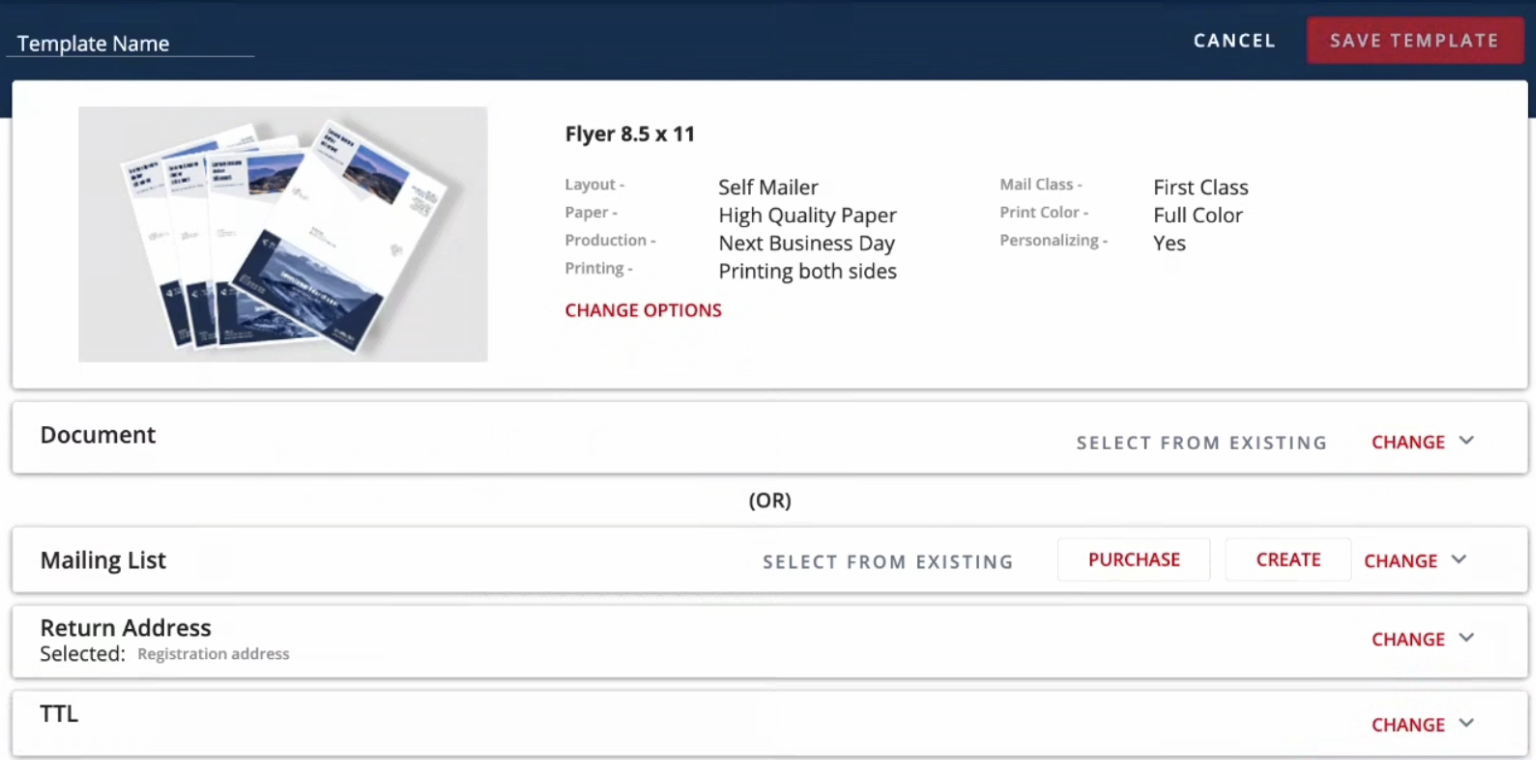 Template Name
CANCEL
SAVE TEMPLATE
Flyer 8.5 x 11
Layout - Self Mailer
Mail Class - First Class
Paper - High Quality Paper
Print Color - Full Color
Production - Next Business Day
Personalizing - Yes
Printing - Printing both sides
CHANGE OPTIONS
Document
SELECT FROM EXISTING
CHANGE
(OR)
Mailing List
SELECT FROM EXISTING
PURCHASE
CREATE
CHANGE
Return Address
Selected: Registration address
CHANGE
TTL
CHANGE